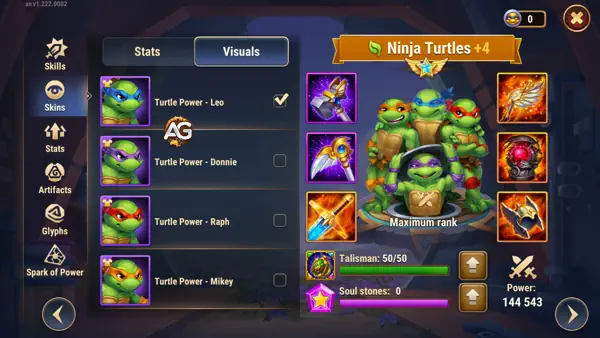 an v1.222.0002
0
Skills
Skins
Stats
Artifacts
Glyphs
Spark of Power
Stats
Visuals
Turtle Power - Leo
AG
Turtle Power - Donnie
Turtle Power - Raph
Turtle Power - Mikey
Ninja Turtles +4
Maximum rank
Talisman: 50/50
Soul stones: 0
Power:
144 543